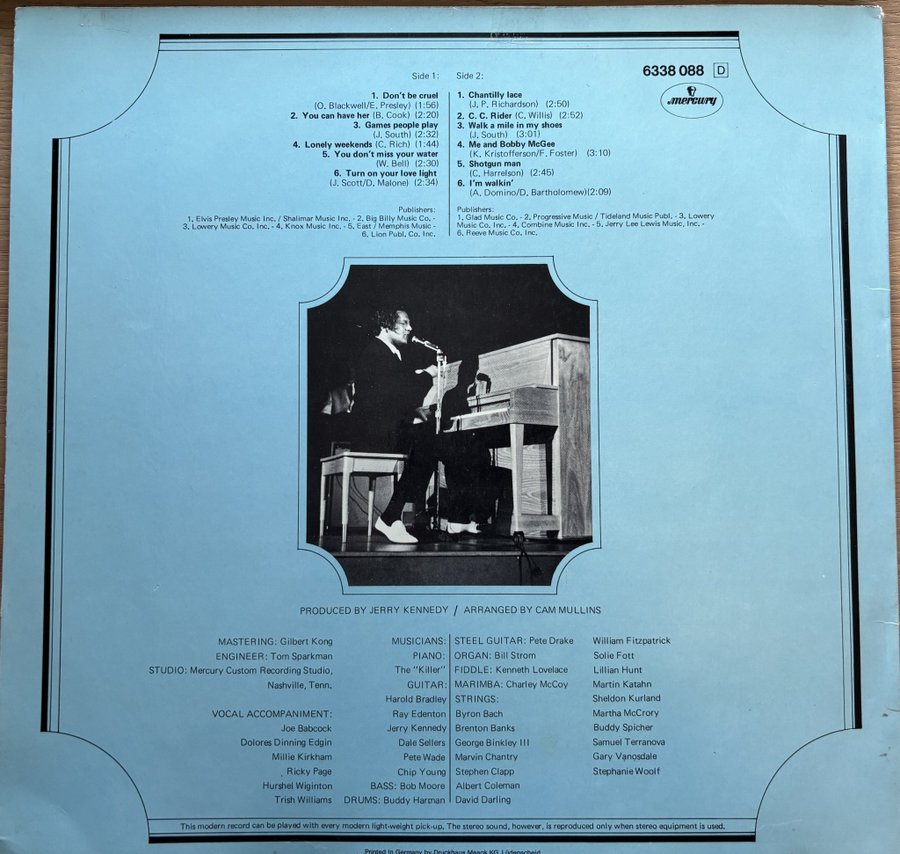 6338 088 D
mercury
Side 1:
1. Don't be cruel
(O. Blackwell/E. Presley) (1:56)
2. You can have her (B. Cook) (2:20)
3. Games people play
(J. South) (2:32)
4. Lonely weekends (C. Rich) (1:44)
5. You don't miss your water
(W. Bell) (2:30)
6. Turn on your love light
(J. Scott/D. Malone) (2:34)
Publishers:
1. Elvis Presley Music Inc. / Shalimar Music Inc. - 2. Big Billy Music Co. -
3. Lowery Music Co, Inc. - 4. Knox Music Inc. - 5. East / Memphis Music -
6. Lion Publ. Co. Inc.
Side 2:
1. Chantilly lace
(J. P. Richardson) (2:50)
2. C. C. Rider (C. Willis) (2:52)
3. Walk a mile in my shoes
(J. South) (3:01)
4. Me and Bobby McGee
(K. Kristofferson/F. Foster) (3:10)
5. Shotgun man
(C. Harrelson) (2:45)
6. I'm walkin'
(A. Domino/D. Bartholomew)(2:09)
Publishers:
1. Glad Music Co. - 2. Progressive Music / Tideland Music Publ. - 3. Lowery
Music Co, Inc. - 4. Combine Music Inc. - 5. Jerry Lee Lewis Music, Inc. -
6. Reeve Music Co, Inc.
PRODUCED BY JERRY KENNEDY / ARRANGED BY CAM MULLINS
MASTERING: Gilbert Kong
ENGINEER: Tom Sparkman
STUDIO: Mercury Custom Recording Studio,
Nashville, Tenn.
VOCAL ACCOMPANIMENT:
Joe Babcock
Dolores Dinning Edgin
Millie Kirkham
Ricky Page
Hurshel Wiginton
Trish Williams
MUSICIANS:
PIANO:
The "Killer"
GUITAR:
Harold Bradley
Ray Edenton
Jerry Kennedy
Dale Sellers
Pete Wade
Chip Young
BASS: Bob Moore
DRUMS: Buddy Harman
STEEL GUITAR: Pete Drake
ORGAN: Bill Strom
FIDDLE: Kenneth Lovelace
MARIMBA: Charley McCoy
STRINGS:
Byron Bach
Brenton Banks
George Binkley III
Marvin Chantry
Stephen Clapp
Albert Coleman
David Darling
William Fitzpatrick
Solie Fott
Lillian Hunt
Martin Katahn
Sheldon Kurland
Martha McCrory
Buddy Spicher
Samuel Terranova
Gary Vanosdale
Stephanie Woolf
This modern record can be played with every modern light-weight pick-up. The stereo sound, however, is reproduced only when stereo equipment is used.
Printed in Germany by Druckhaus Maack KG, Lüdenscheid